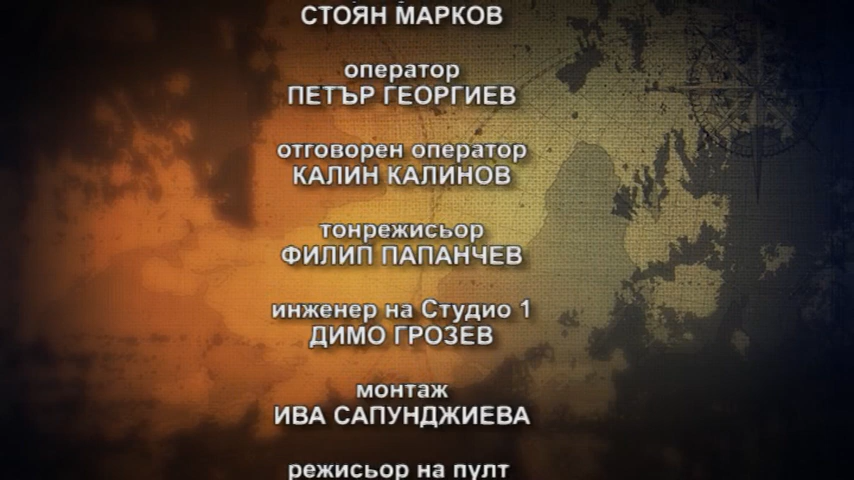 СТОЯН МАРКОВ
оператор
ПЕТЪР ГЕОРГИЕВ
отговорен оператор
КАЛИН КАЛИНОВ
тонрежисьор
ФИЛИП ПАПАНЧЕВ
инженер на Студио 1
ДИМО ГРОЗЕВ
монтаж
ИВА САПУНДЖИЕВА
режисьор на пулт